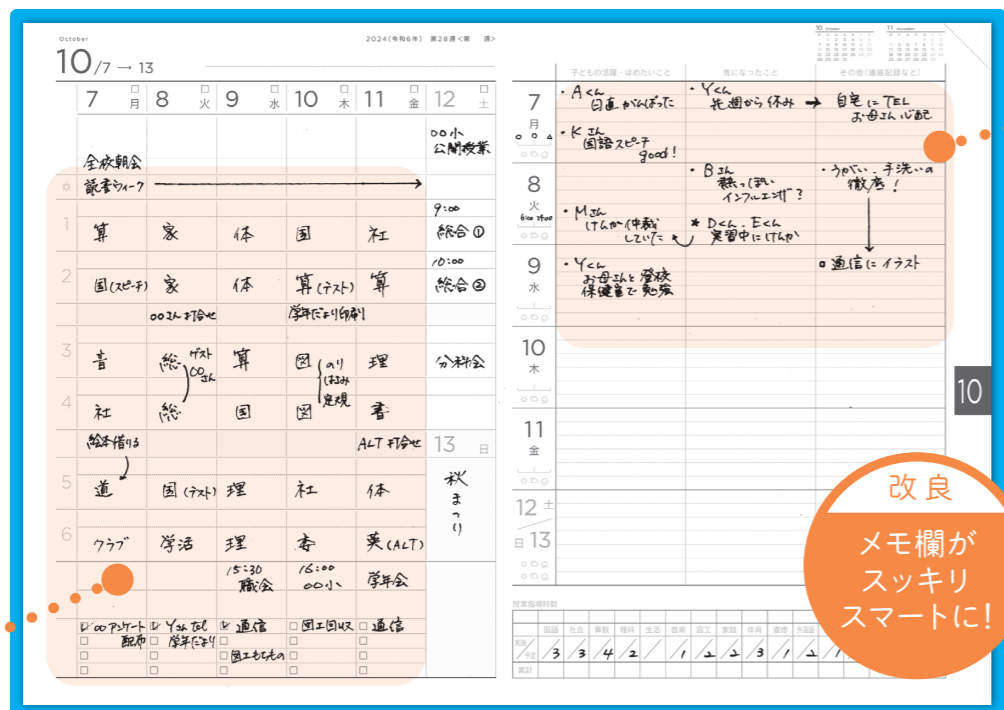 October
10/7 → 13
2024(令和6年) 第28週<第 週>
7 月 8 火 9 水 10 木 11 金 12 土
全校朝会
○○小
公開授業
読書ウィーク
1 算 家 体 国 社
9:00
総合①
2 国(スピーチ) 家 体 算(テスト) 算
10:00
総合②
○○さん打合せ 学年だより印刷
3 音 総 算 図 理 分科会
ゲスト
○○さん
のり
はさみ
定規
4 社 総 国 図 書
絵本借りる ALT打合せ 13 日
5 道 国(テスト) 理 社 体
秋まつり
6 クラブ 学活 理 委 英(ALT)
15:30
職会
16:00
○○小
学年会
○○アンケート
配布
Yさんtel
学年だより
通信
図工もちもの
図工回収
通信
10 October
11 November
子どもの活躍・ほめたいこと 気になったこと その他(連絡記録など)
7
月
・Aくん
日直がんばった
・Yくん
先週から休み →
自宅にTEL
お母さん心配
・Kさん
国語スピーチ
good!
8
火
・Bさん
熱っぽい
インフルエンザ?
・うがい、手洗いの
徹底!
・Mさん
けんか仲裁
していた
*Dくん、Eくん
実習中にけんか
9
水
・Yくん
お母さんと登校
保健室で勉強
通信にイラスト
10
木
11
金
12 土
日 13
10
改良
メモ欄が
スッキリ
スマートに!
授業指導時数
国語 社会 算数 理科 生活 音楽 図工 家庭 体育 道徳 外国語
実施
予定
3 3 4 2 1 2 2 3 1 2
累計